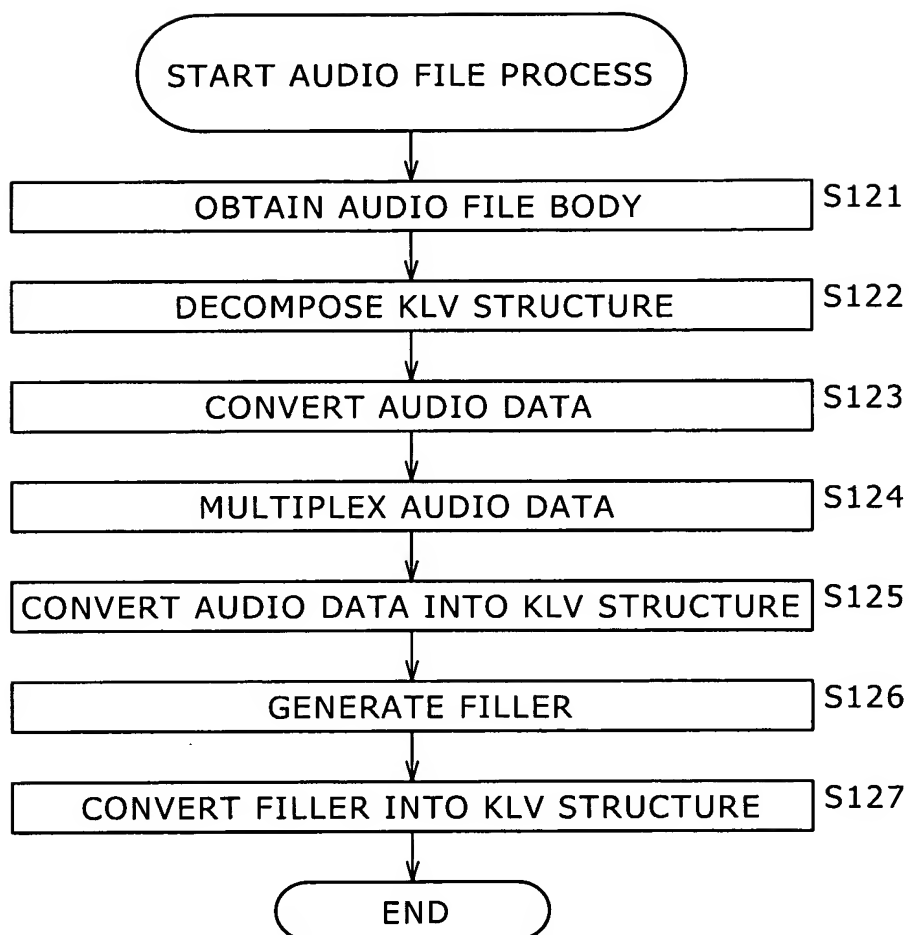 START AUDIO FILE PROCESS
OBTAIN AUDIO FILE BODY S121
DECOMPOSE KLV STRUCTURE S122
CONVERT AUDIO DATA S123
MULTIPLEX AUDIO DATA S124
CONVERT AUDIO DATA INTO KLV STRUCTURE S125
GENERATE FILLER S126
CONVERT FILLER INTO KLV STRUCTURE S127
END